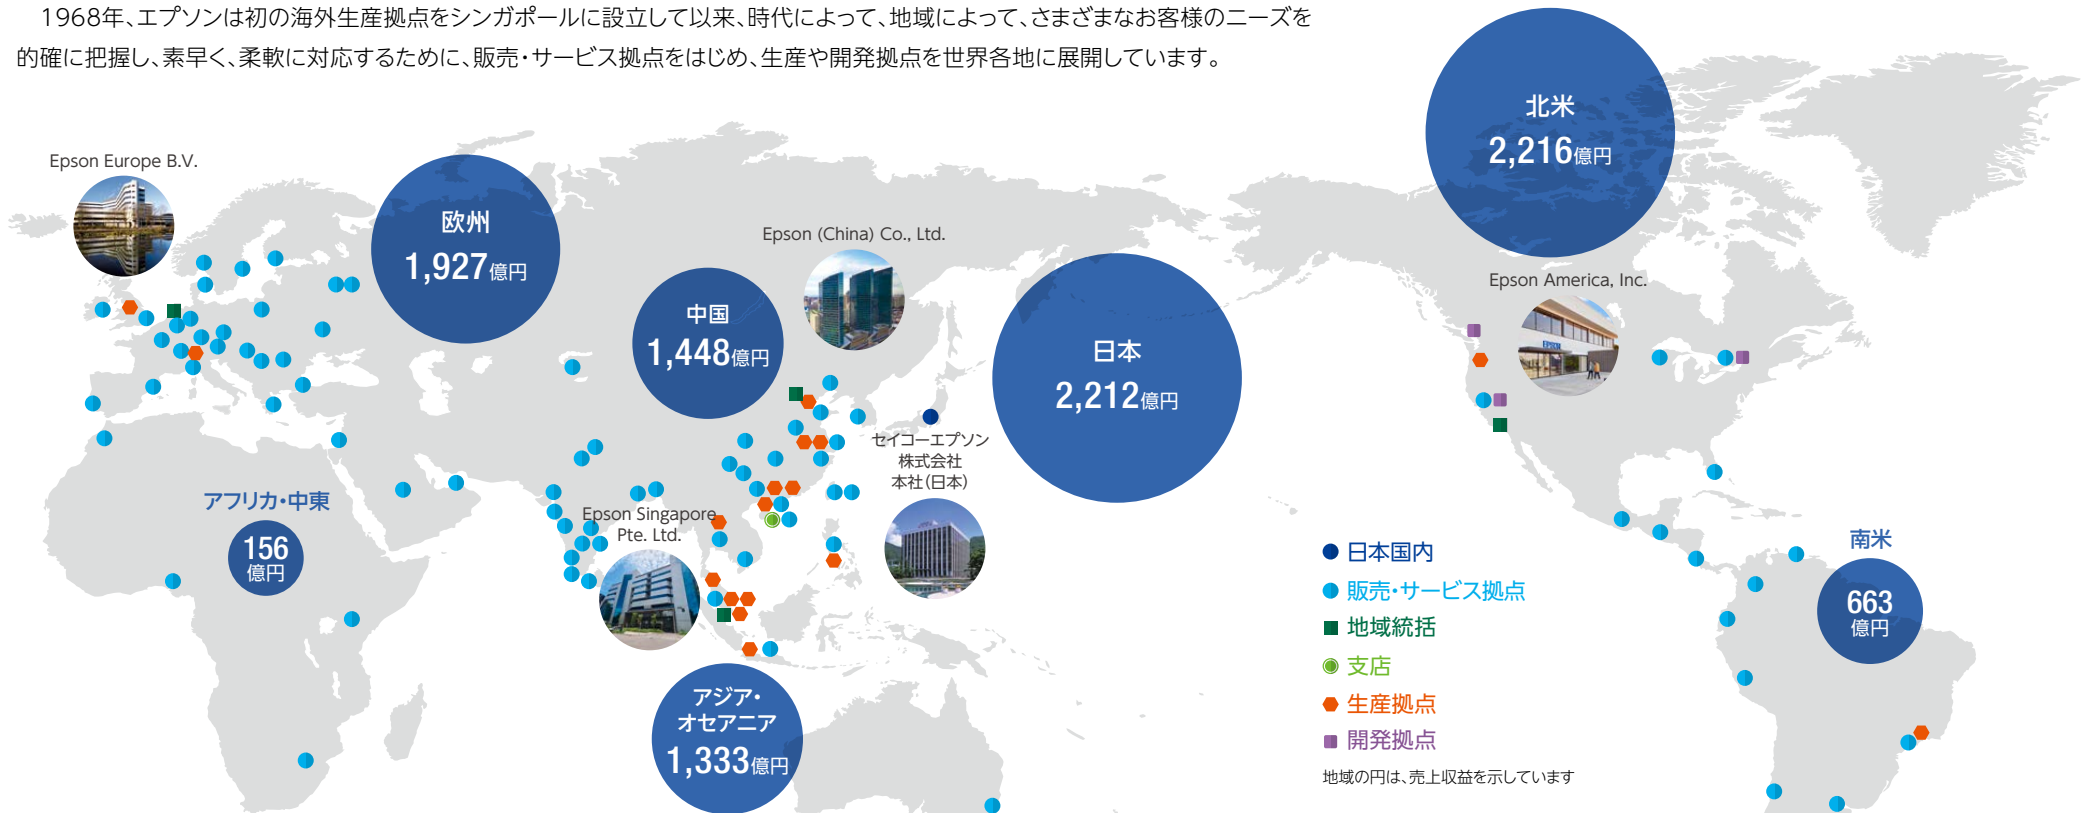 1968年、エプソンは初の海外生産拠点をシンガポールに設立して以来、時代によって、地域によって、さまざまなお客様のニーズを
的確に把握し、素早く、柔軟に対応するために、販売・サービス拠点をはじめ、生産や開発拠点を世界各地に展開しています。
Epson Europe B.V.
欧州
1,927億円
中国
1,448億円
Epson (China) Co., Ltd.
日本
2,212億円
北米
2,216億円
Epson America, Inc.
EPSON
セイコーエプソン
株式会社
本社(日本)
アフリカ・中東
156
億円
Epson Singapore
Pte. Ltd.
アジア・
オセアニア
1,333億円
南米
663
億円
日本国内
販売・サービス拠点
地域統括
支店
生産拠点
開発拠点
地域の円は、売上収益を示しています